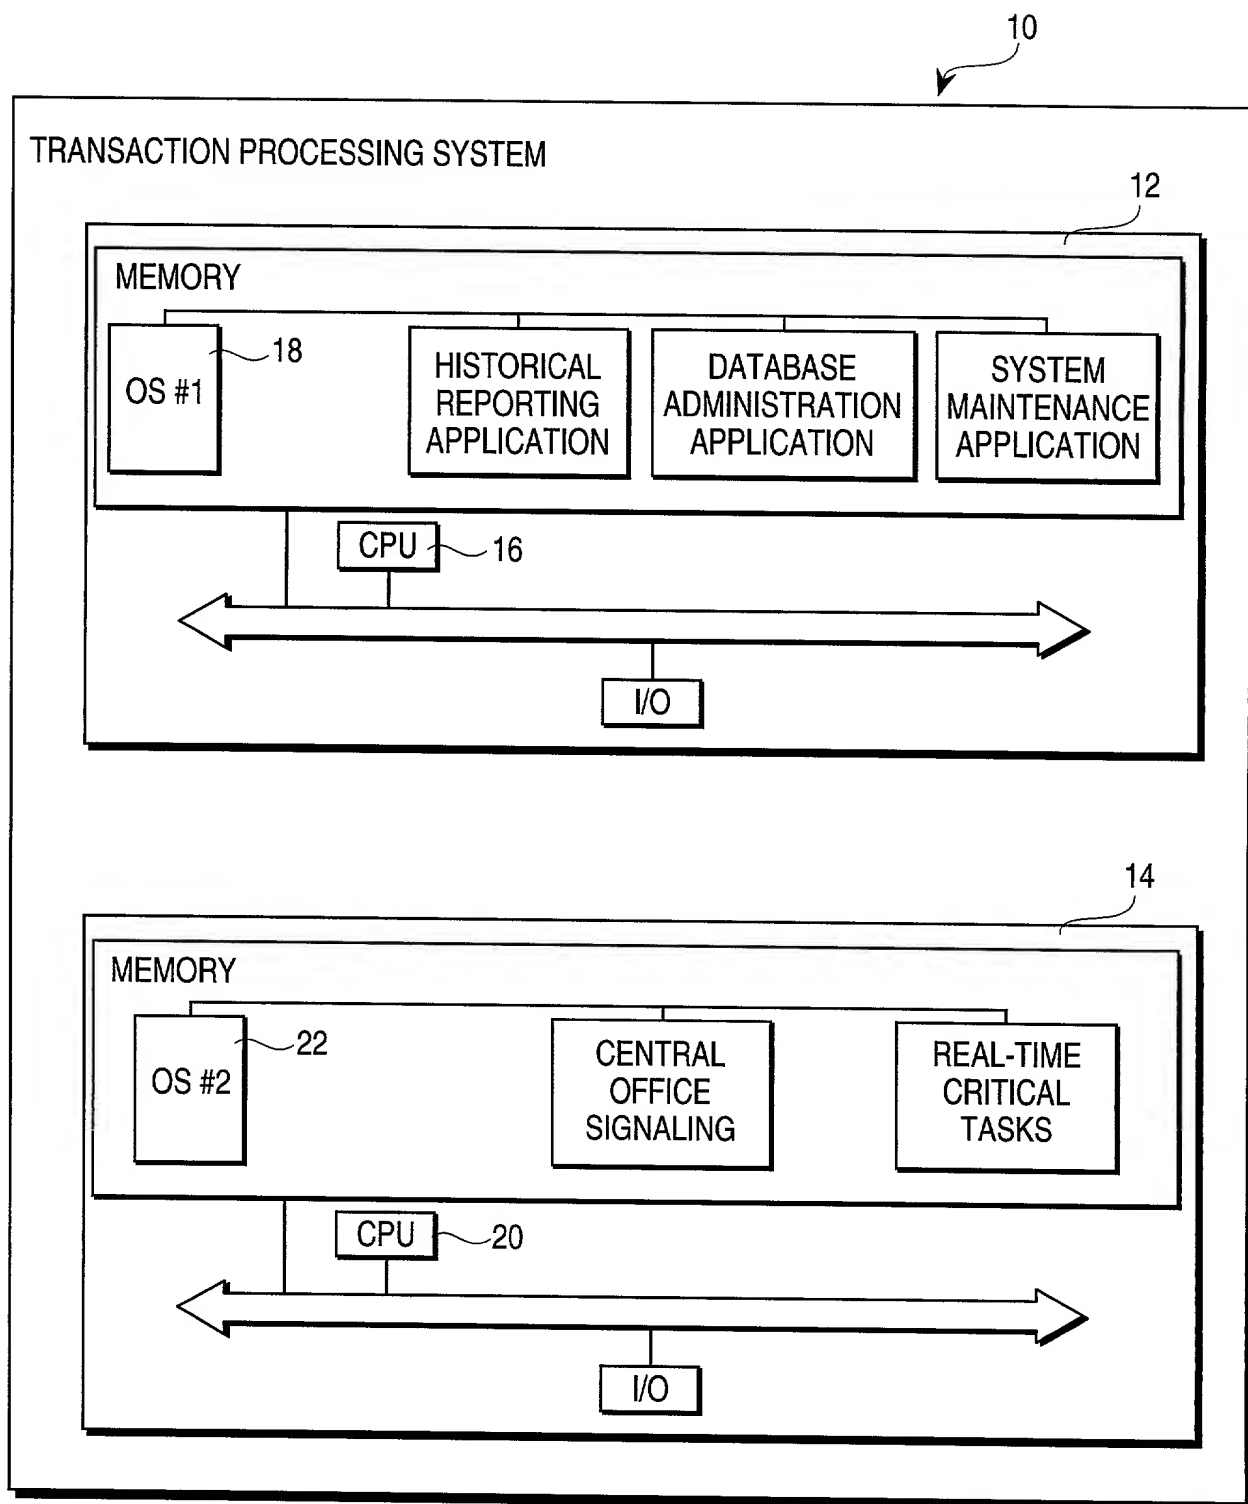 10
TRANSACTION PROCESSING SYSTEM
12
MEMORY
OS #1
18
HISTORICAL
REPORTING
APPLICATION
DATABASE
ADMINISTRATION
APPLICATION
SYSTEM
MAINTENANCE
APPLICATION
CPU
16
I/O
14
MEMORY
OS #2
22
CENTRAL
OFFICE
SIGNALING
REAL-TIME
CRITICAL
TASKS
CPU
20
I/O